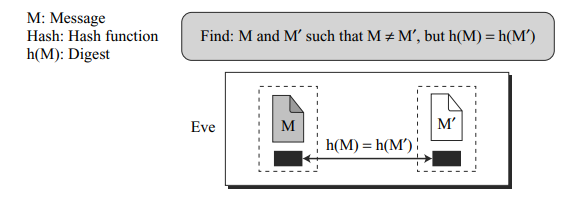 M: Message
Hash: Hash function
h(M): Digest
Find: M and M′ such that M ≠ M′, but h(M) = h(M′)
Eve
M
M′
h(M) = h(M′)